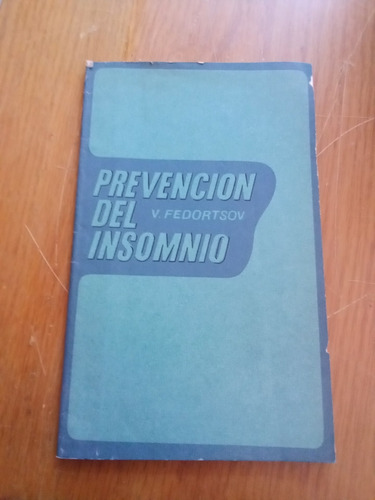 PREVENCION
DEL V. FEDORTSOV
INSOMNIO